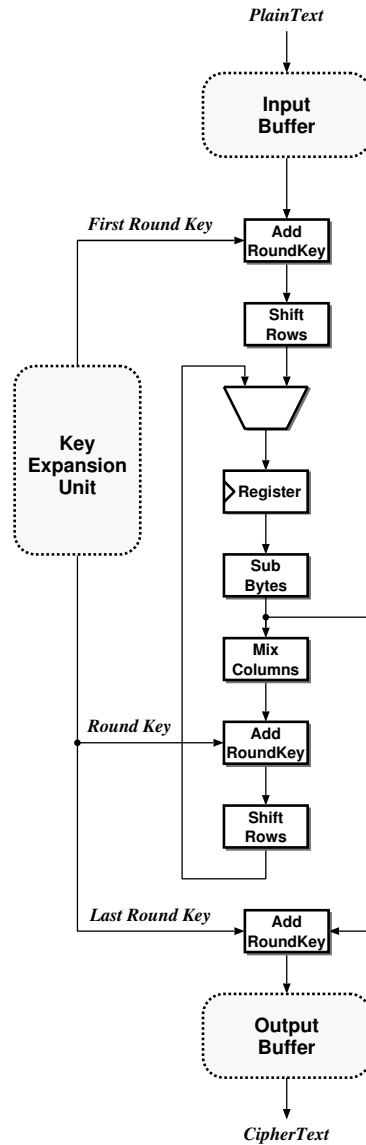 PlainText
Input
Buffer
First Round Key
Add
RoundKey
Shift
Rows
Key
Expansion
Unit
Register
Sub
Bytes
Mix
Columns
Round Key
Add
RoundKey
Shift
Rows
Last Round Key
Add
RoundKey
Output
Buffer
CipherText